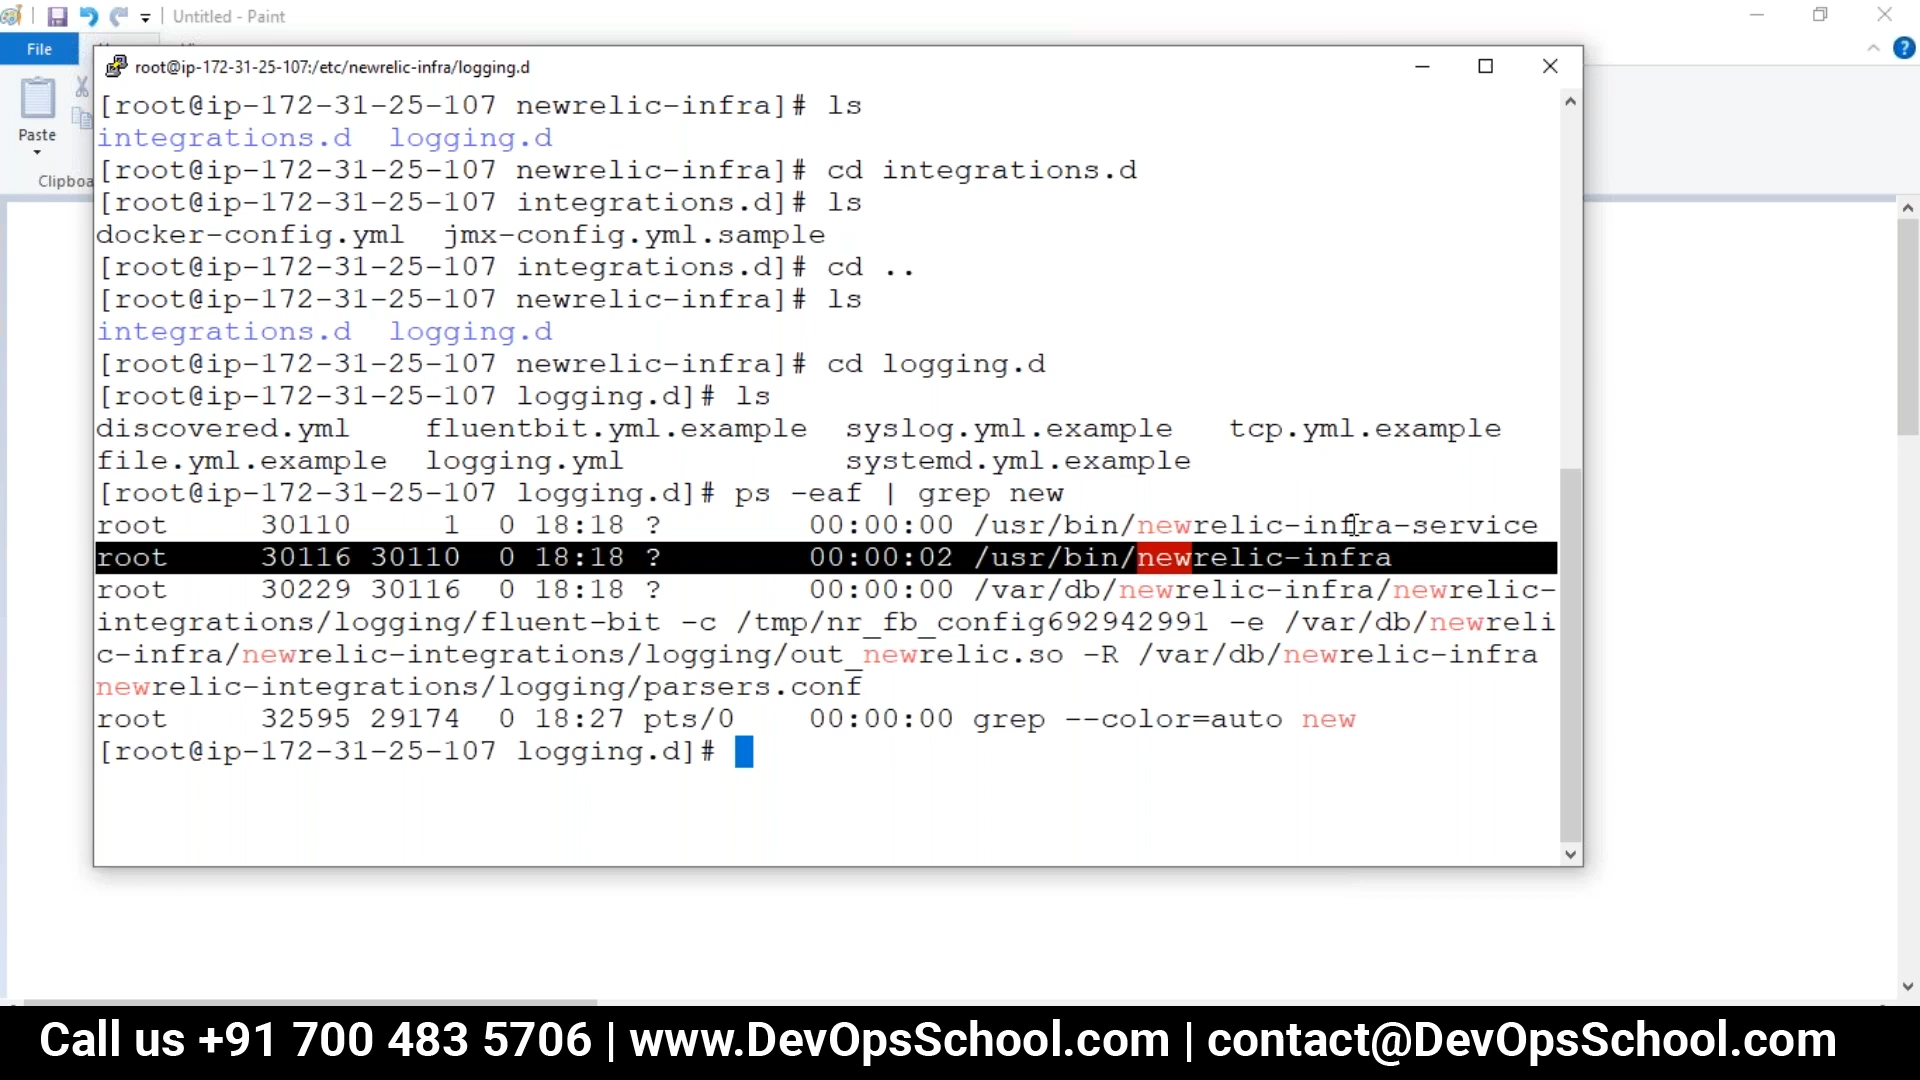 Untitled - Paint
File
root@ip-172-31-25-107:/etc/newrelic-infra/logging.d
Paste
Clipboa
[root@ip-172-31-25-107 newrelic-infra]# ls
integrations.d  logging.d
[root@ip-172-31-25-107 newrelic-infra]# cd integrations.d
[root@ip-172-31-25-107 integrations.d]# ls
docker-config.yml  jmx-config.yml.sample
[root@ip-172-31-25-107 integrations.d]# cd ..
[root@ip-172-31-25-107 newrelic-infra]# ls
integrations.d  logging.d
[root@ip-172-31-25-107 newrelic-infra]# cd logging.d
[root@ip-172-31-25-107 logging.d]# ls
discovered.yml    fluentbit.yml.example  syslog.yml.example   tcp.yml.example
file.yml.example  logging.yml            systemd.yml.example
[root@ip-172-31-25-107 logging.d]# ps -eaf | grep new
root     30110     1  0 18:18 ?        00:00:00 /usr/bin/newrelic-infra-service
root     30116 30110  0 18:18 ?        00:00:02 /usr/bin/newrelic-infra
root     30229 30116  0 18:18 ?        00:00:00 /var/db/newrelic-infra/newrelic-
integrations/logging/fluent-bit -c /tmp/nr_fb_config692942991 -e /var/db/newreli
c-infra/newrelic-integrations/logging/out_newrelic.so -R /var/db/newrelic-infra
newrelic-integrations/logging/parsers.conf
root     32595 29174  0 18:27 pts/0    00:00:00 grep --color=auto new
[root@ip-172-31-25-107 logging.d]#
Call us +91 700 483 5706 | www.DevOpsSchool.com | contact@DevOpsSchool.com